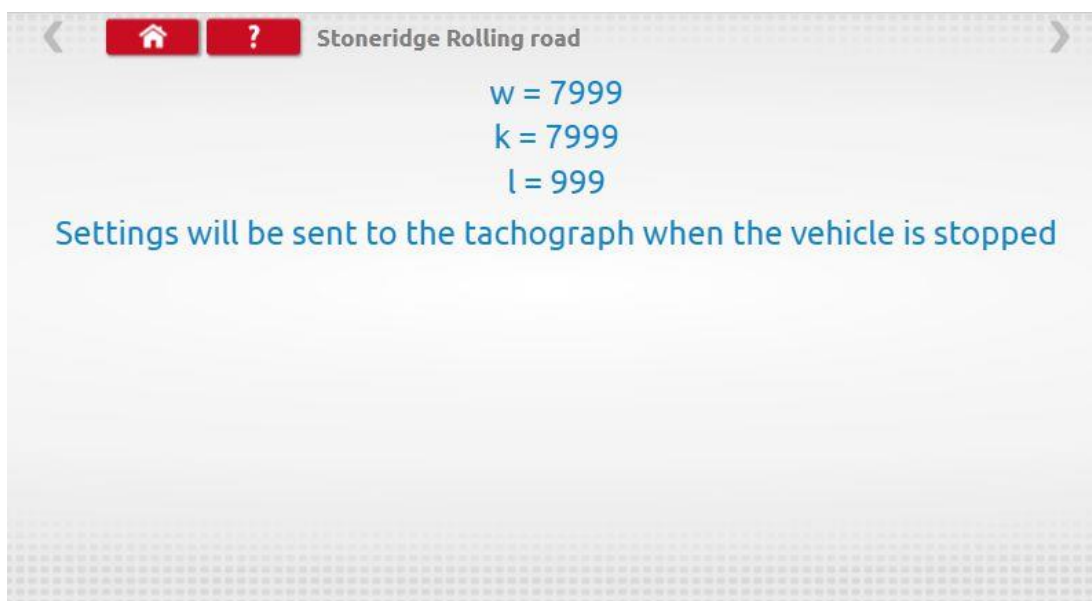 ? Stoneridge Rolling road
w = 7999
k = 7999
l = 999
Settings will be sent to the tachograph when the vehicle is stopped